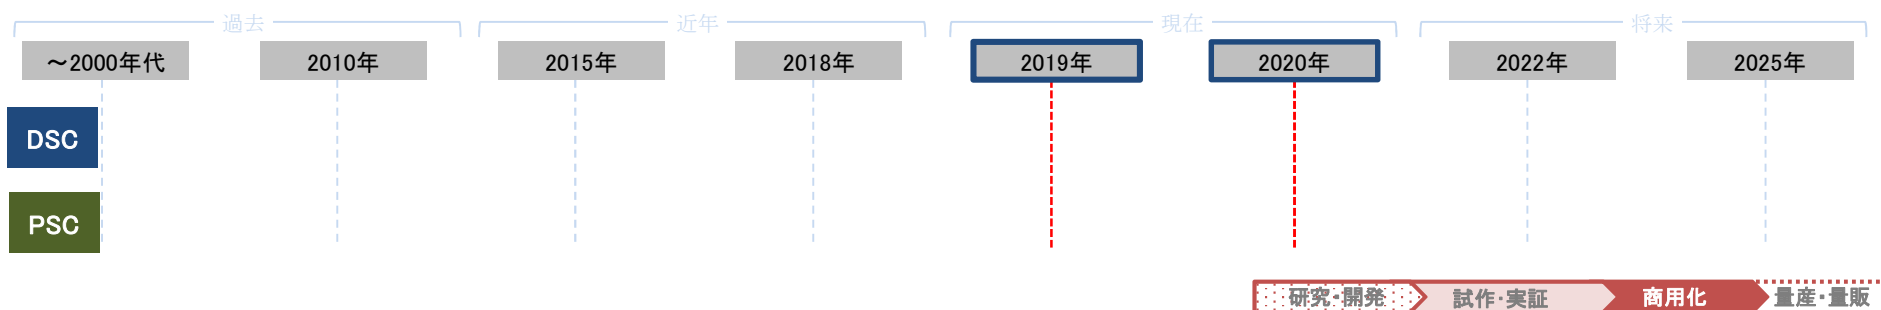 過去 近年 現在 将来
～2000年代 2010年 2015年 2018年 2019年 2020年 2022年 2025年
DSC
PSC
研究・開発 試作・実証 商用化 量産・量販